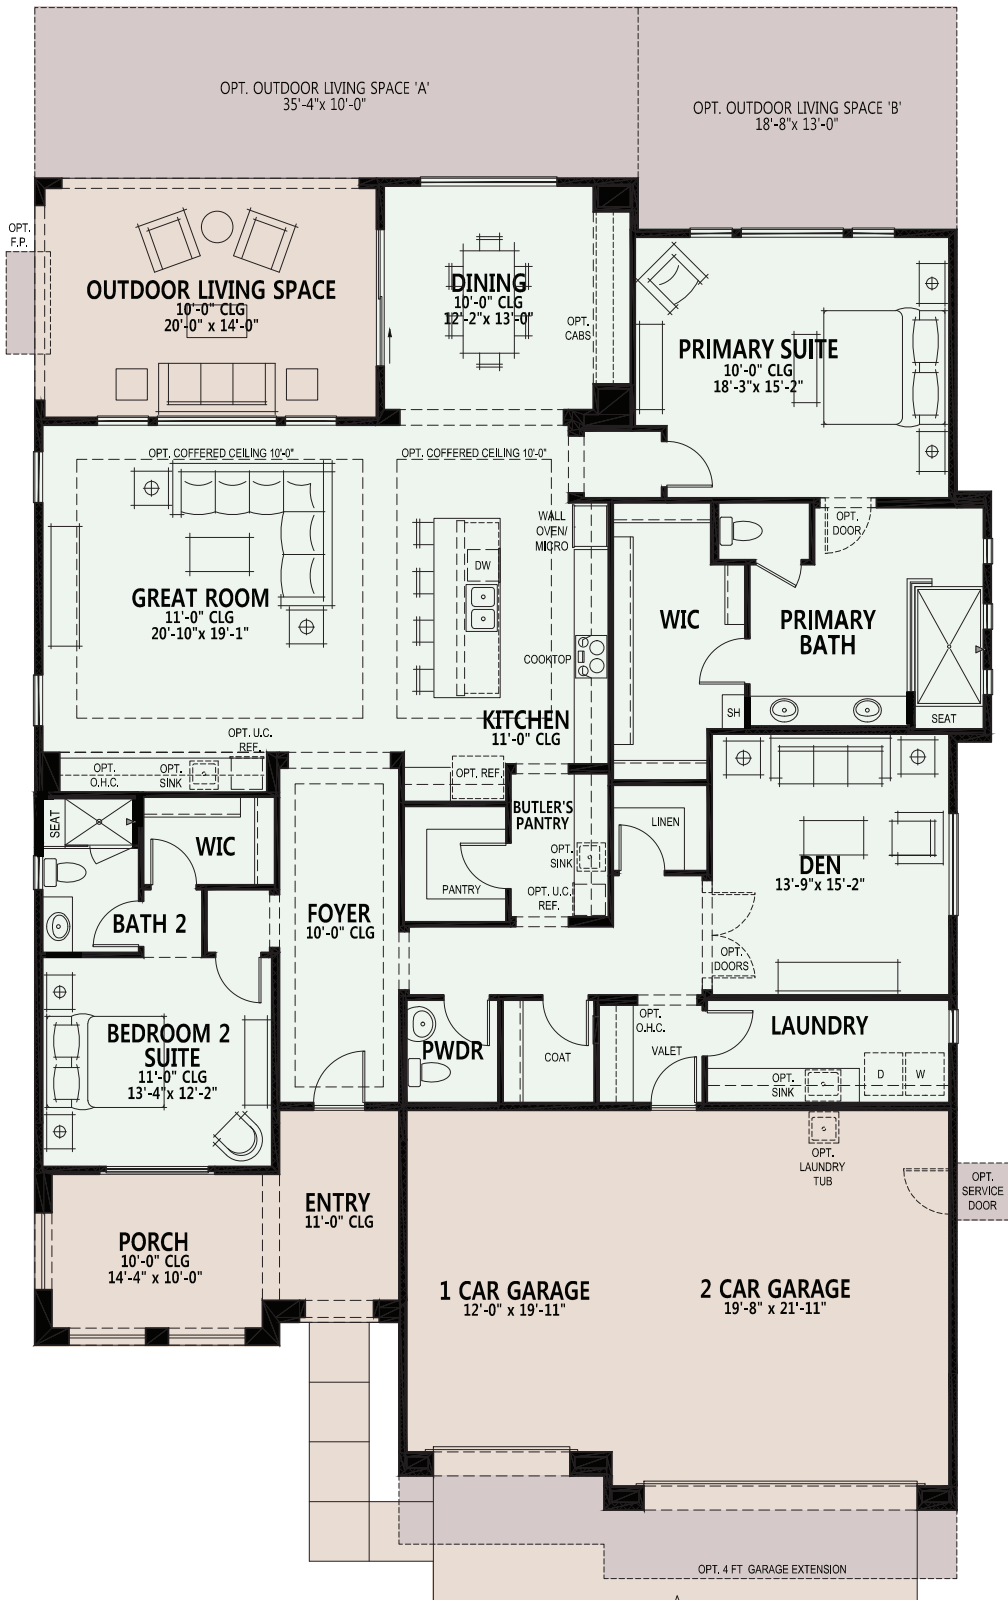 OPT. OUTDOOR LIVING SPACE 'A'
35'-4"x 10'-0"
OPT. OUTDOOR LIVING SPACE 'B'
18'-8"x 13'-0"
OPT.
F.P.
OUTDOOR LIVING SPACE
10'-0" CLG
20'-0" x 14'-0"
DINING
10'-0" CLG
12'-2"x 13'-0"
OPT.
CABS
PRIMARY SUITE
10'-0" CLG
18'-3"x 15'-2"
OPT. COFFERED CEILING 10'-0"
OPT. COFFERED CEILING 10'-0"
WALL
OVEN/
MICRO
OPT.
DOOR
DW
GREAT ROOM
11'-0" CLG
20'-10"x 19'-1"
WIC
PRIMARY
BATH
COOKTOP
KITCHEN
11'-0" CLG
SH
SEAT
OPT. U.C.
REF.
OPT.
O.H.C.
OPT.
SINK
OPT. REF.
BUTLER'S
PANTRY
SEAT
WIC
LINEN
OPT.
SINK
DEN
13'-9"x 15'-2"
PANTRY
OPT. U.C.
REF.
BATH 2
FOYER
10'-0" CLG
OPT.
DOORS
BEDROOM 2
SUITE
11'-0" CLG
13'-4"x 12'-2"
PWDR
COAT
OPT.
O.H.C.
VALET
LAUNDRY
OPT.
SINK
D
W
OPT.
LAUNDRY
TUB
OPT.
SERVICE
DOOR
ENTRY
11'-0" CLG
PORCH
10'-0" CLG
14'-4" x 10'-0"
1 CAR GARAGE
12'-0" x 19'-11"
2 CAR GARAGE
19'-8" x 21'-11"
OPT. 4 FT GARAGE EXTENSION